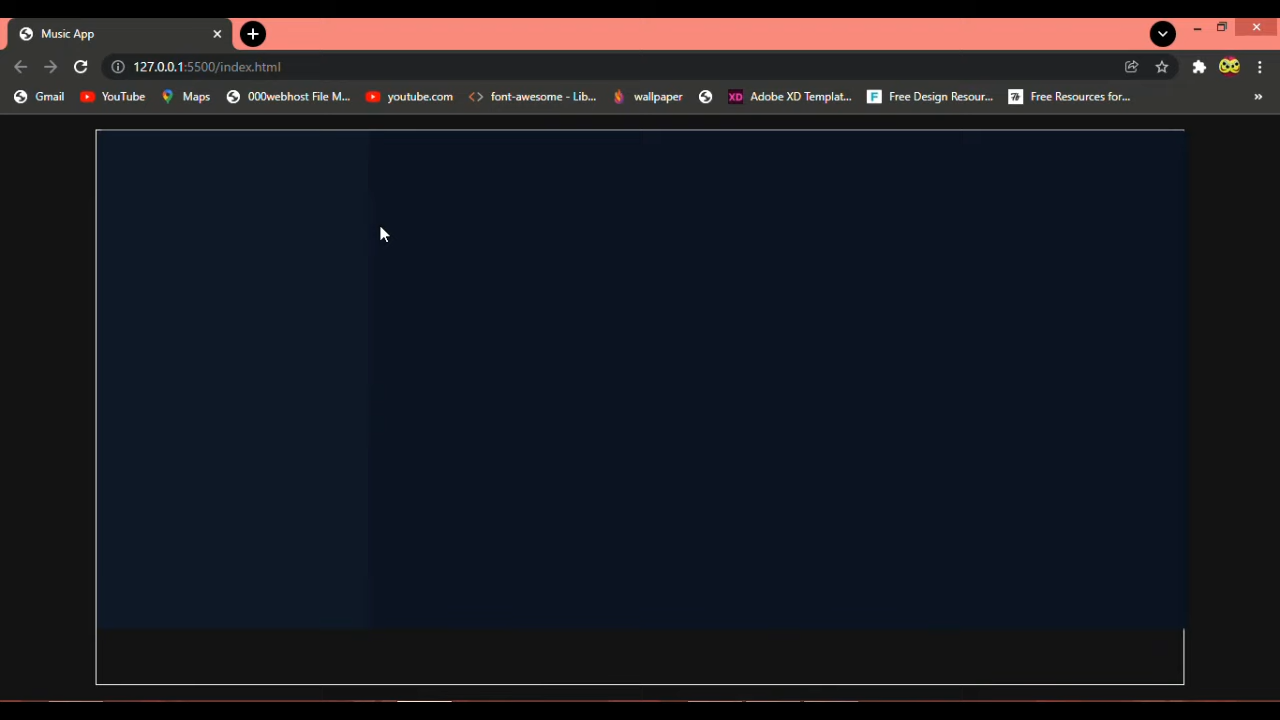 Music App
127.0.0.1:5500/index.html
Gmail YouTube Maps 000webhost File M... youtube.com <> font-awesome - Lib... wallpaper XD Adobe XD Templat... F Free Design Resour... Free Resources for... »